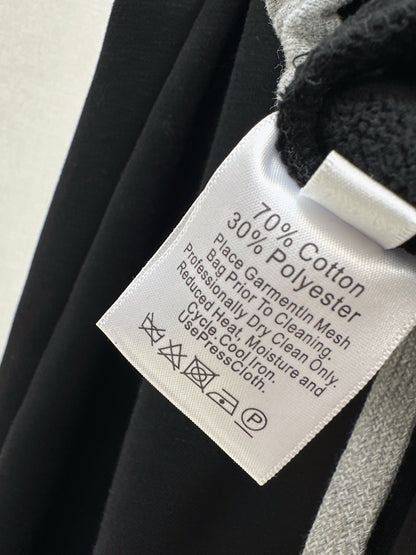 70% Cotton
30% Polyester
Place GarmentIn Mesh
Bag Prior To Cleaning.
Professionally Dry Clean Only.
Reduced Heat, Moisture and
Cycle.Cool Iron.
UsePressCloth.
P